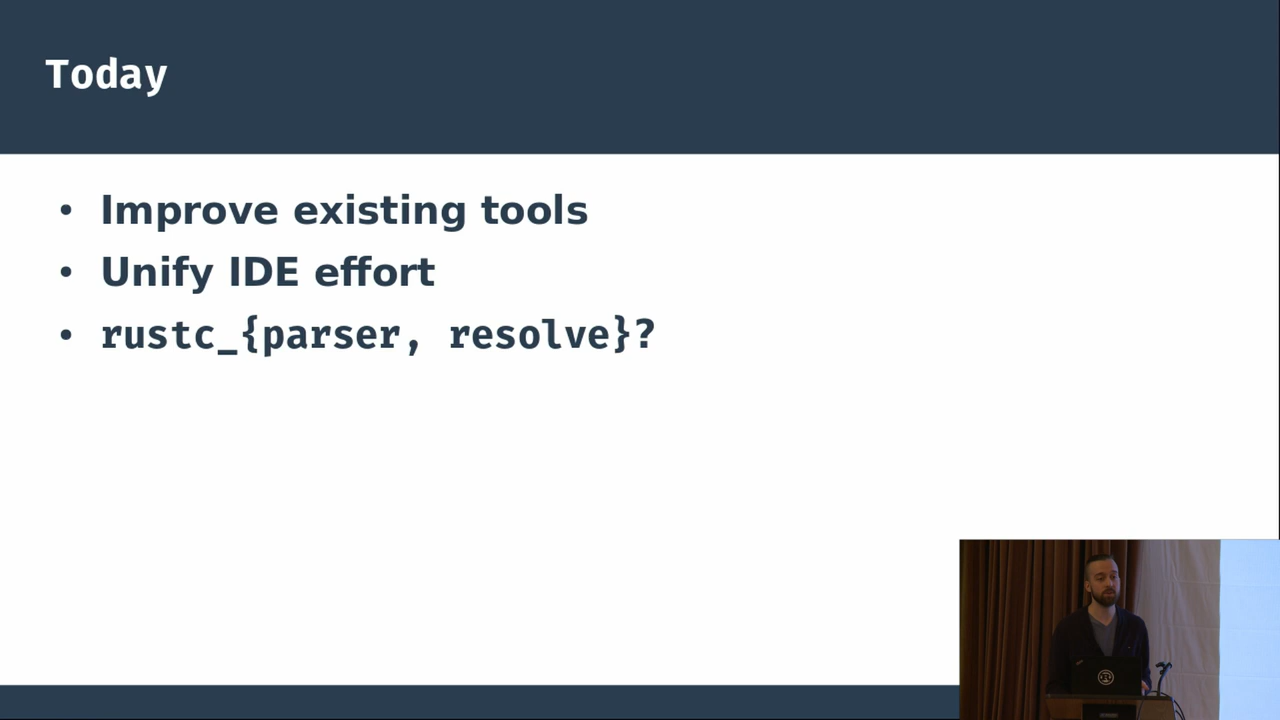 Today
• Improve existing tools
• Unify IDE effort
• rustc_{parser, resolve}?